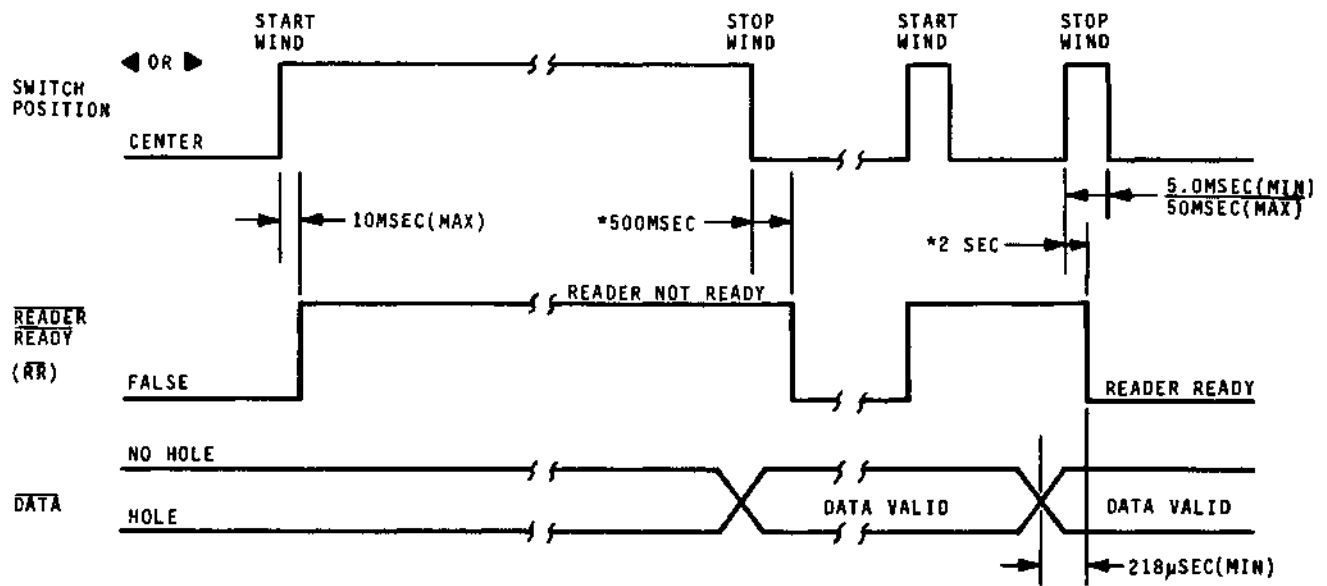 START WIND
STOP WIND
START WIND
STOP WIND
◀ OR ▶
SWITCH POSITION
CENTER
10MSEC(MAX)
*500MSEC
5.0MSEC(MIN)
50MSEC(MAX)
*2 SEC
READER NOT READY
READER
READY
(RR)
FALSE
READER READY
NO HOLE
DATA
DATA VALID
DATA VALID
HOLE
218μSEC(MIN)